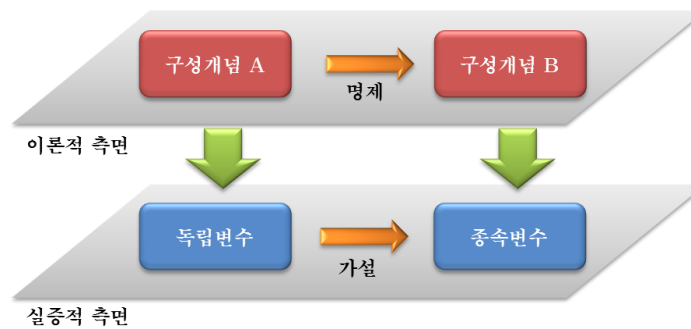 구성개념 A
구성개념 B
명제
이론적 측면
독립변수
종속변수
가설
실증적 측면